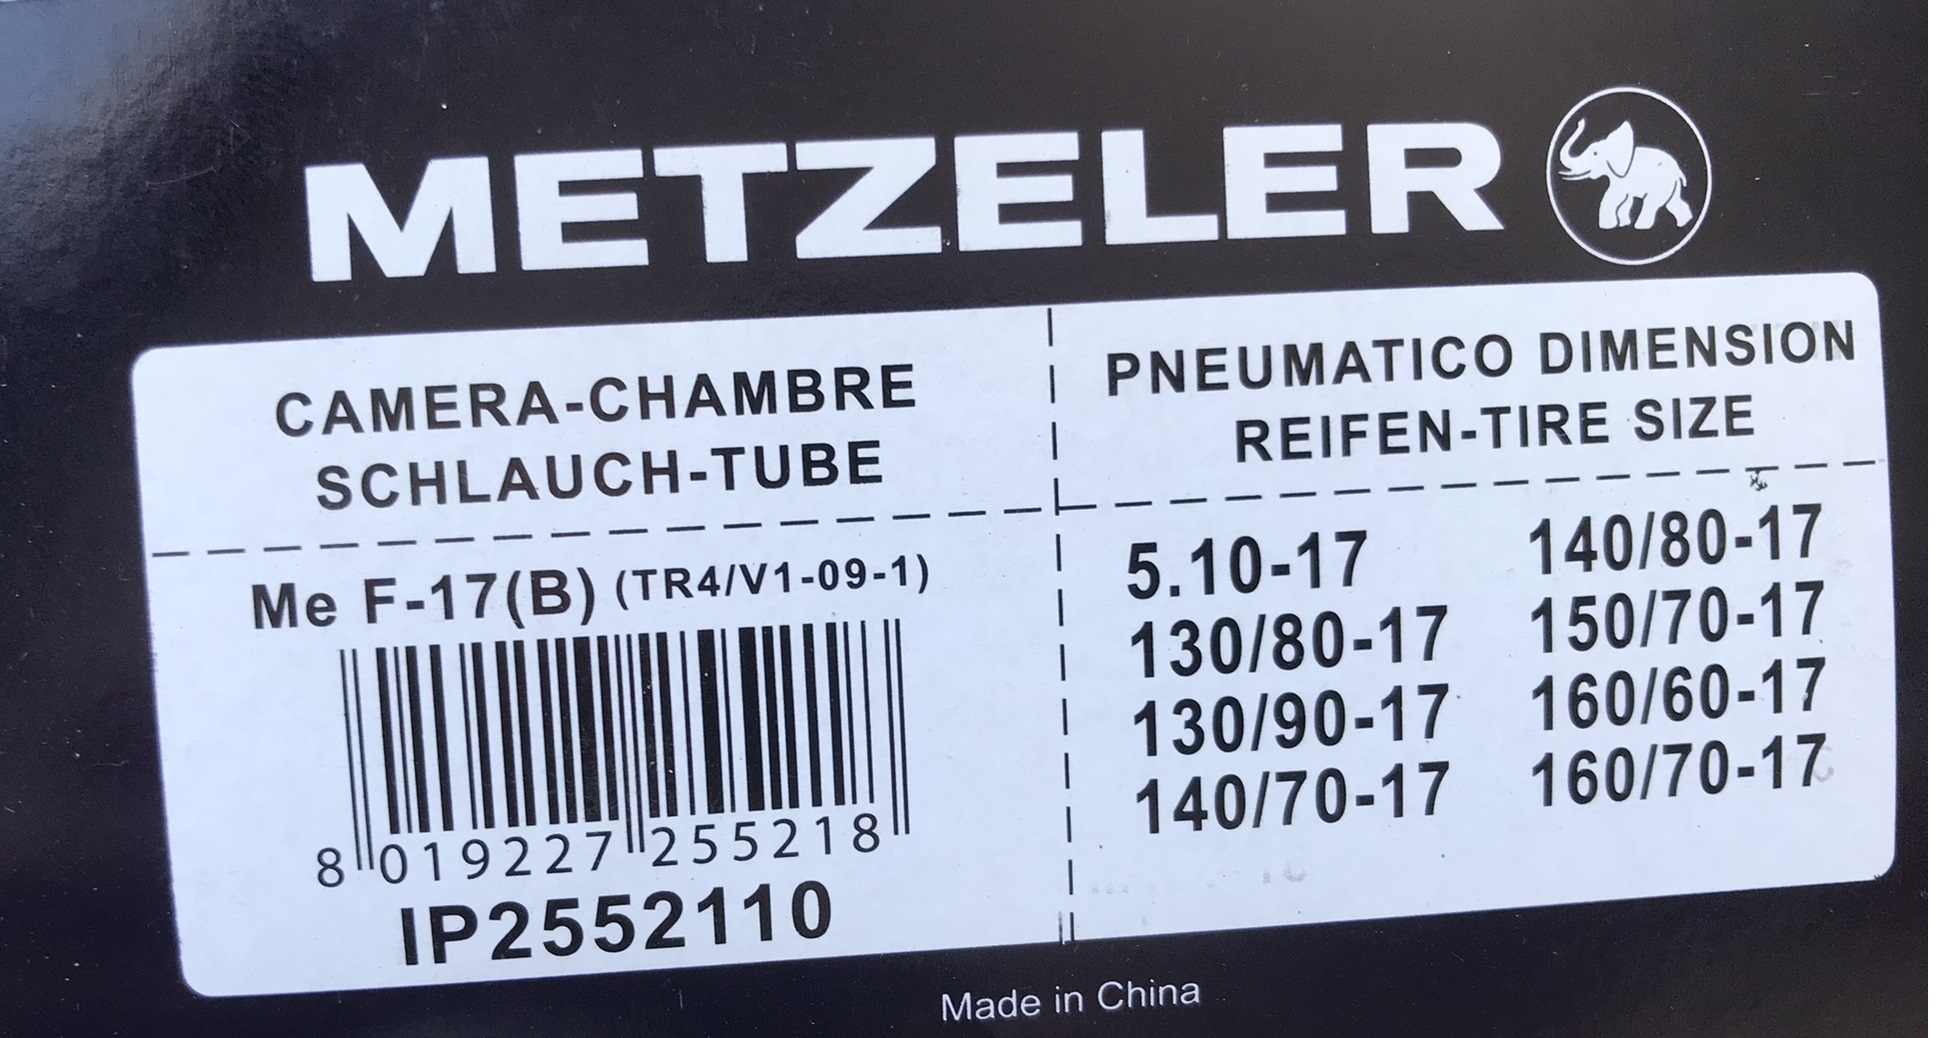 METZELER
CAMERA-CHAMBRE
SCHLAUCH-TUBE
PNEUMATICO DIMENSION
REIFEN-TIRE SIZE
Me F-17(B) (TR4/V1-09-1)
8 019227 255218
IP2552110
5.10-17 140/80-17
130/80-17 150/70-17
130/90-17 160/60-17
140/70-17 160/70-17
Made in China